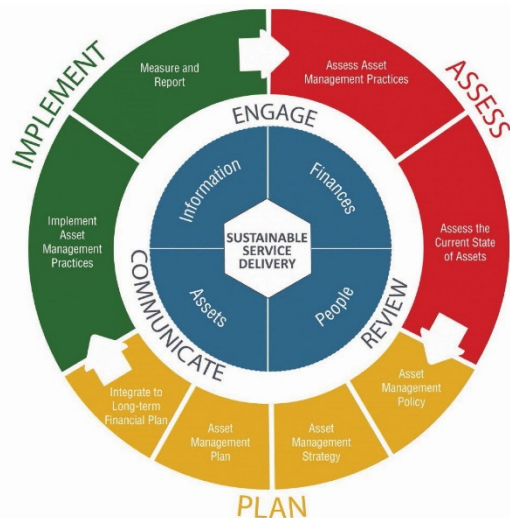 IMPLEMENT
ASSESS
PLAN
Measure and
Report
Assess Asset
Management Practices
Assess the
Current State
of Assets
Asset
Management
Policy
Asset
Management
Strategy
Asset
Management
Plan
Integrate to
Long-term
Financial Plan
Implement
Asset
Management
Practices
ENGAGE
REVIEW
COMMUNICATE
Information
Finances
People
Assets
SUSTAINABLE
SERVICE
DELIVERY